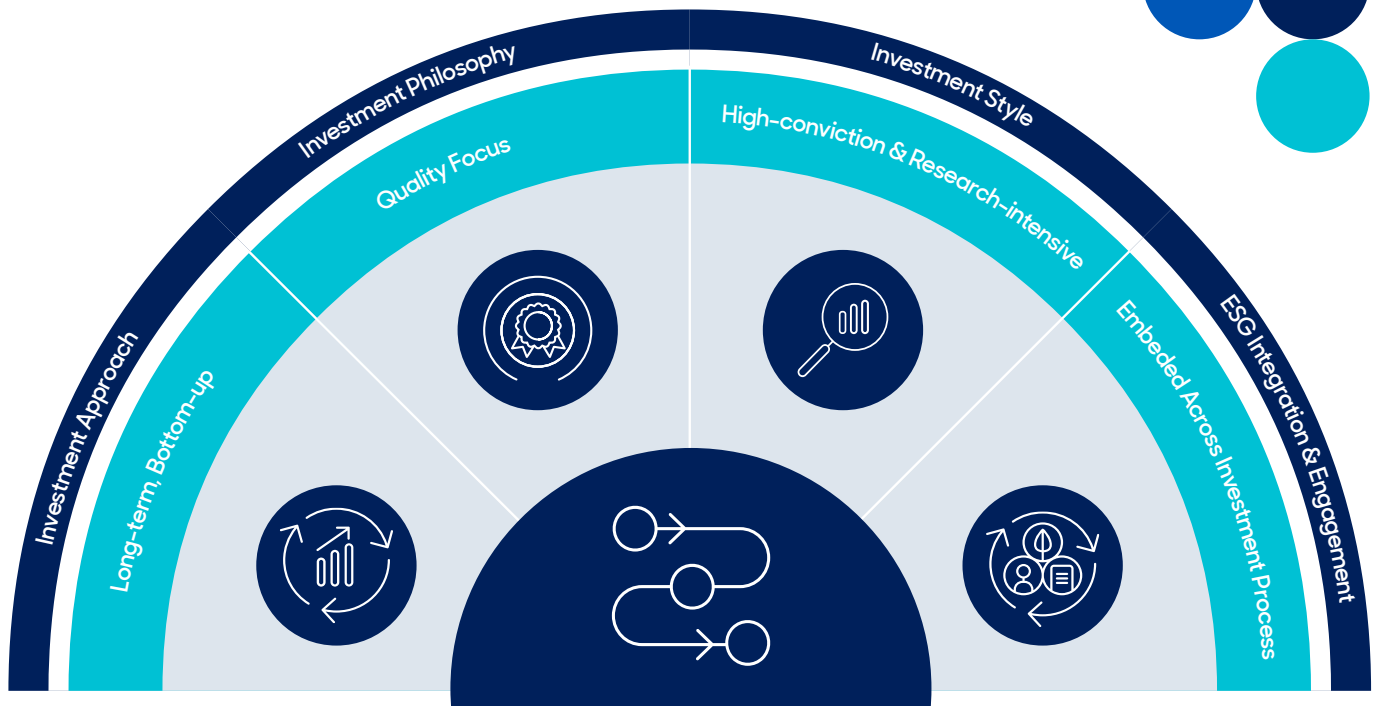 Investment Approach
Long-term, Bottom-up
Investment Philosophy
Quality Focus
Investment Style
High-conviction & Research-intensive
ESG Integration & Engagement
Embeded Across Investment Process